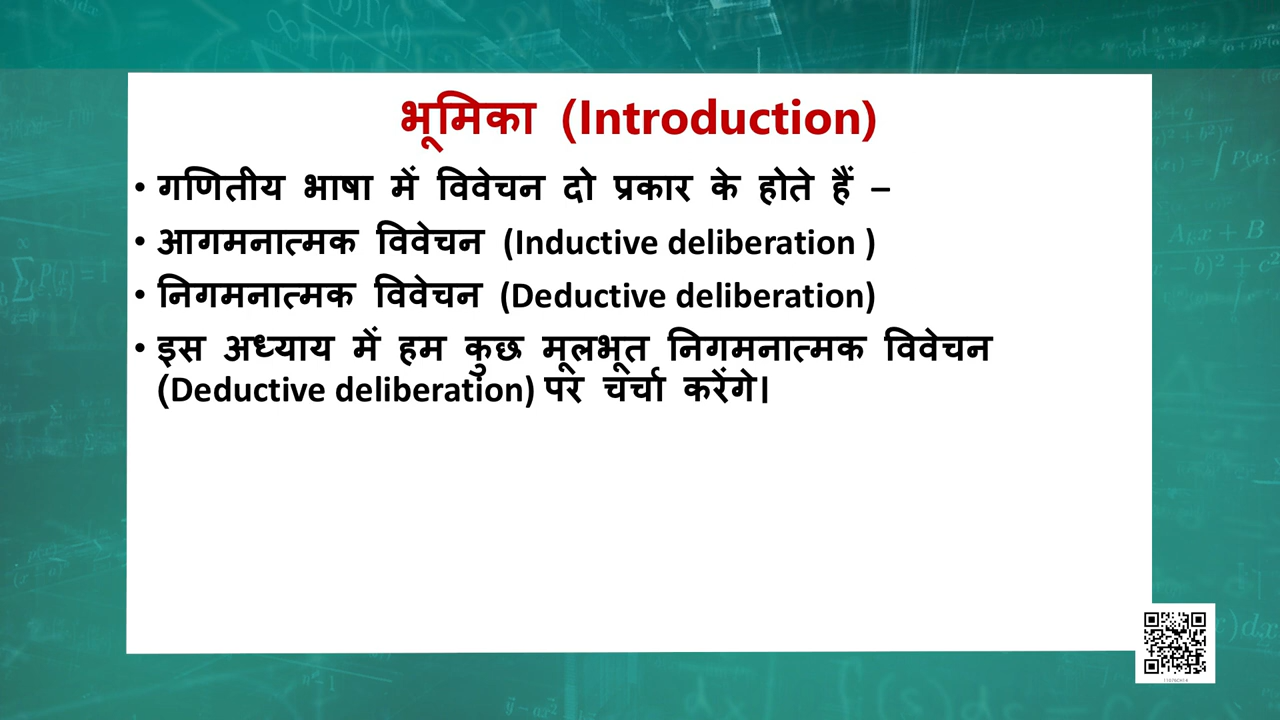 भूमिका (Introduction)
• गणितीय भाषा में विवेचन दो प्रकार के होते हैं –
• आगमनात्मक विवेचन (Inductive deliberation )
• निगमनात्मक विवेचन (Deductive deliberation)
• इस अध्याय में हम कुछ मूलभूत निगमनात्मक विवेचन
(Deductive deliberation) पर चर्चा करेंगे।